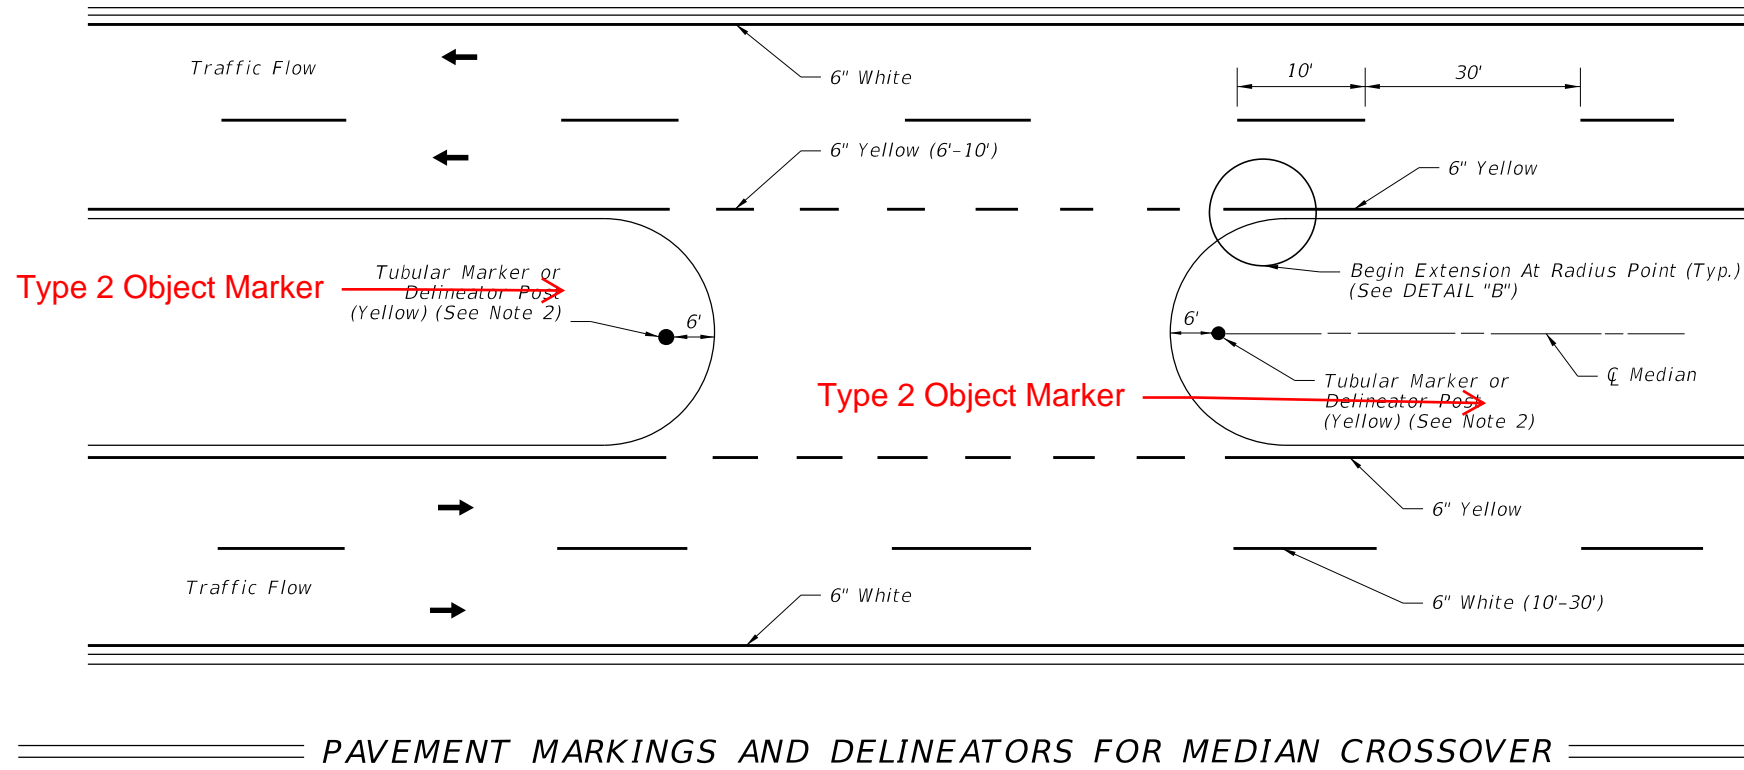 Traffic Flow
6" White
10'
30'
6" Yellow (6'-10')
6" Yellow
Type 2 Object Marker
Tubular Marker or
Delineator Post
(Yellow) (See Note 2)
6'
Begin Extension At Radius Point (Typ.)
(See DETAIL "B")
6'
℄ Median
Type 2 Object Marker
Tubular Marker or
Delineator Post
(Yellow) (See Note 2)
6" Yellow
Traffic Flow
6" White
6" White (10'-30')
PAVEMENT MARKINGS AND DELINEATORS FOR MEDIAN CROSSOVER